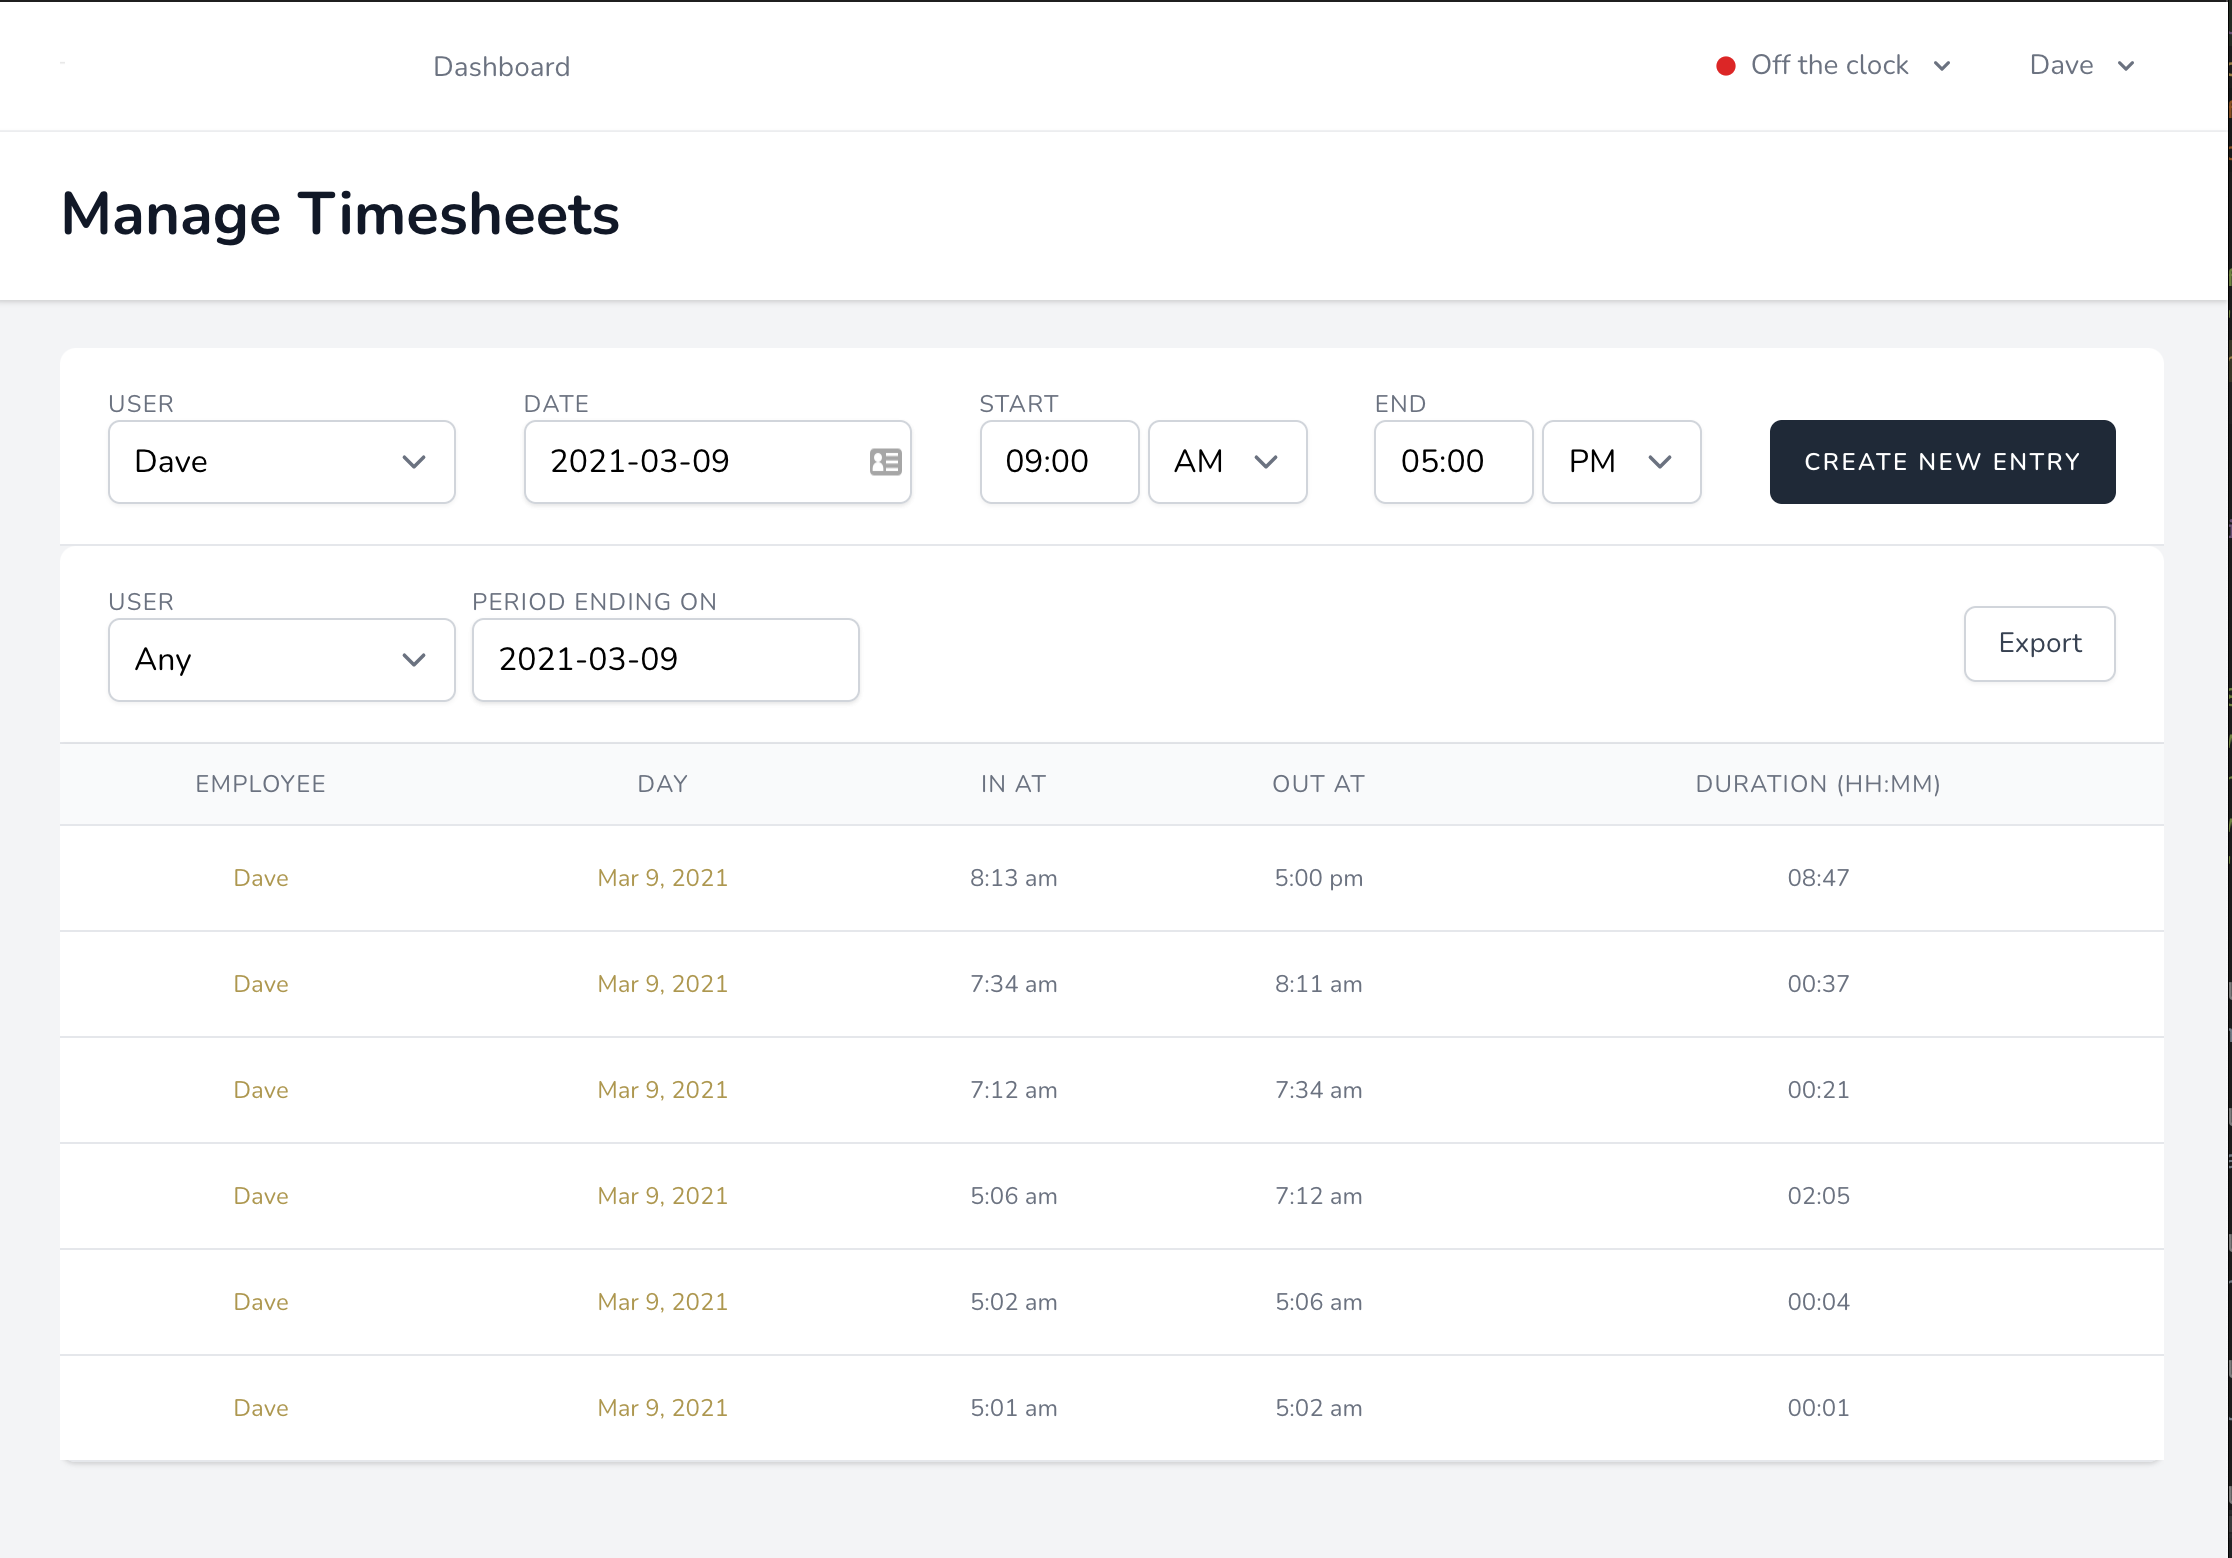 Dashboard Off the clock Dave
Manage Timesheets
USER DATE START END
Dave 2021-03-09 09:00 AM 05:00 PM CREATE NEW ENTRY
USER PERIOD ENDING ON
Any 2021-03-09 Export
EMPLOYEE DAY IN AT OUT AT DURATION (HH:MM)
Dave Mar 9, 2021 8:13 am 5:00 pm 08:47
Dave Mar 9, 2021 7:34 am 8:11 am 00:37
Dave Mar 9, 2021 7:12 am 7:34 am 00:21
Dave Mar 9, 2021 5:06 am 7:12 am 02:05
Dave Mar 9, 2021 5:02 am 5:06 am 00:04
Dave Mar 9, 2021 5:01 am 5:02 am 00:01